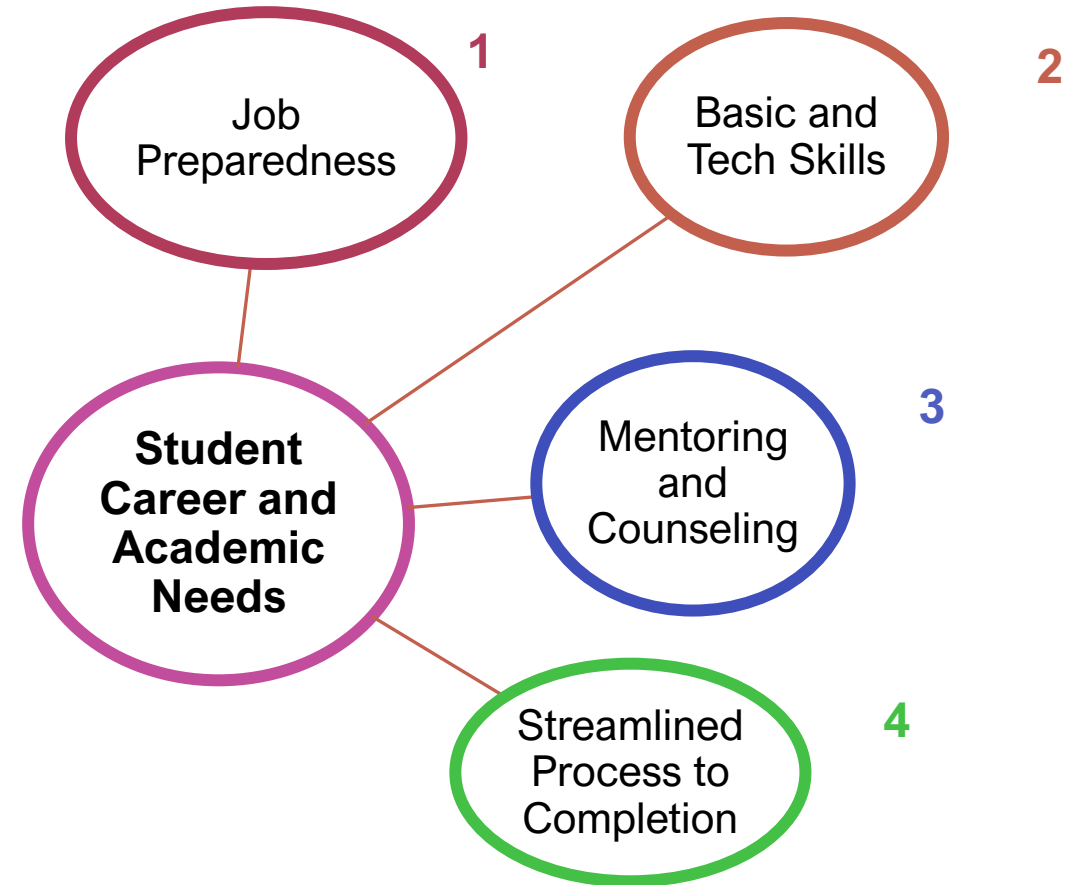 1
Job
Preparedness
2
Basic and
Tech Skills
Student
Career and
Academic
Needs
3
Mentoring
and
Counseling
4
Streamlined
Process to
Completion